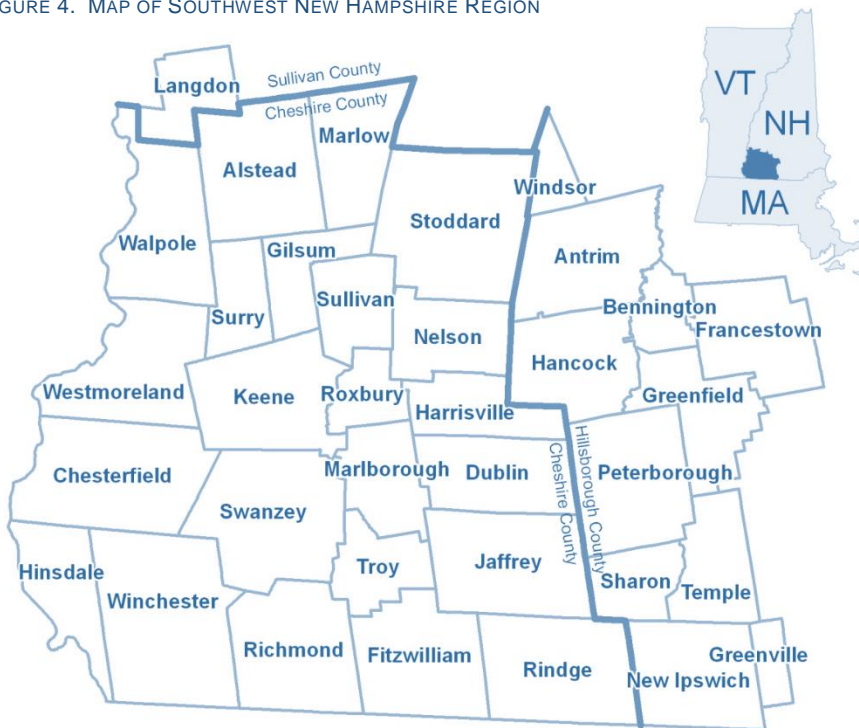 IGURE 4. MAP OF SOUTHWEST NEW HAMPSHIRE REGION
Langdon
Sullivan County
Cheshire County
VT
NH
MA
Marlow
Alstead
Windsor
Stoddard
Walpole
Gilsum
Antrim
Sullivan
Surry
Bennington
Francestown
Nelson
Hancock
Westmoreland
Keene
Roxbury
Harrisville
Greenfield
Hillsborough County
Cheshire County
Chesterfield
Marlborough
Dublin
Peterborough
Swanzey
Hinsdale
Troy
Jaffrey
Sharon
Temple
Winchester
Richmond
Fitzwilliam
Rindge
New Ipswich
Greenville